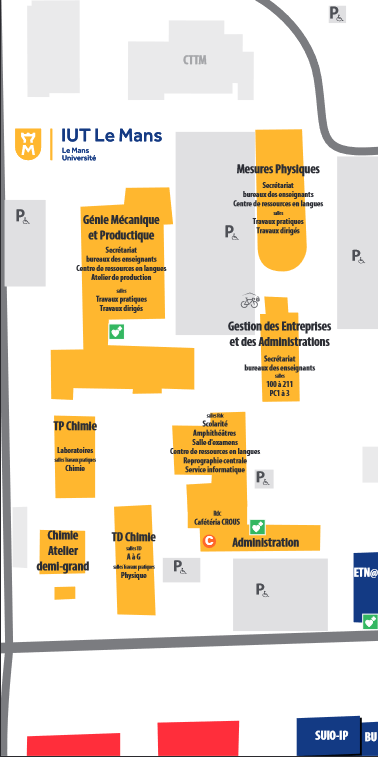 P
CTTM
IUT Le Mans
Le Mans
Université
Mesures Physiques
Secrétariat
bureaux des enseignants
Centre de ressources en langues
salles
Travaux pratiques
Travaux dirigés
P
P
P
Génie Mécanique
et Productique
Secrétariat
bureaux des enseignants
Centre de ressources en langues
Atelier de production
salles
Travaux pratiques
Travaux dirigés
Gestion des Entreprises
et des Administrations
Secrétariat
bureaux des enseignants
salles
100 à 211
PC1 à 3
TP Chimie
Laboratoires
salles travaux pratiques
Chimie
Scolarité
Amphithéâtres
Salle d'examens
Centre de ressources en langues
Reprographie centrale
Service informatique
P
Rdc
Cafétéria CROUS
C
Administration
Chimie
Atelier
demi-grand
TD Chimie
salles TD
A à G
salles travaux pratiques
Physique
P
P
ETN@
SUIO-IP
BU